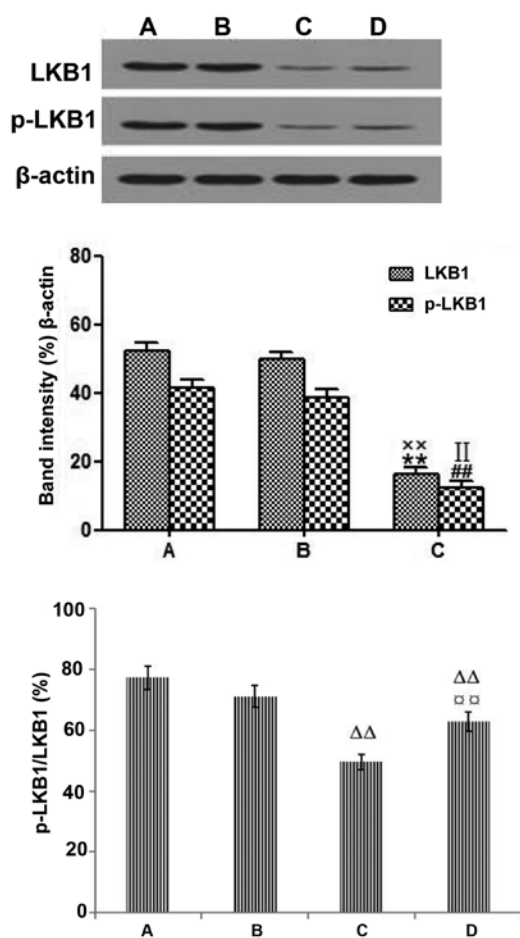 A B C D
LKB1
p-LKB1
β-actin
80
60
40
20
0
Band intensity (%) β-actin
LKB1
p-LKB1
××
**
II
##
A B C
100
80
60
40
20
0
p-LKB1/LKB1 (%)
ΔΔ
ΔΔ
¤¤
A B C D